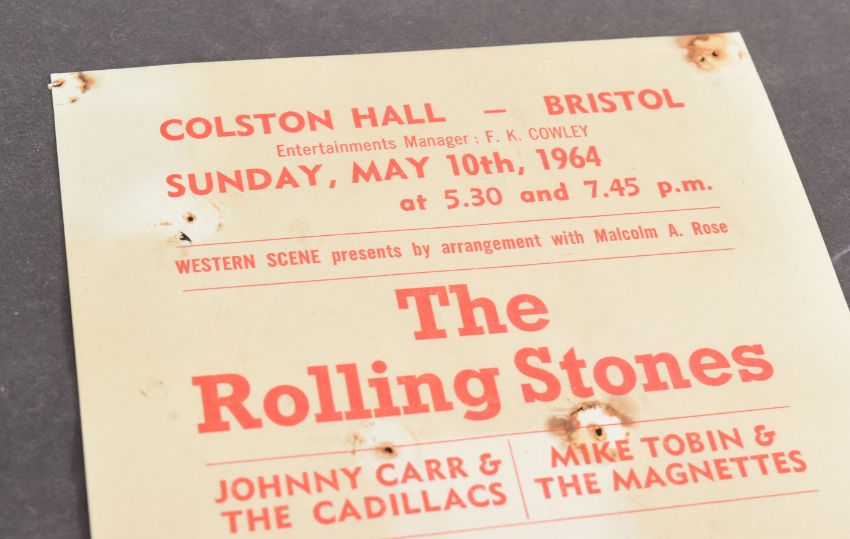 COLSTON HALL — BRISTOL
Entertainments Manager : F. K. COWLEY
SUNDAY, MAY 10th, 1964
at 5.30 and 7.45 p.m.
WESTERN SCENE presents by arrangement with Malcolm A. Rose
The
Rolling Stones
JOHNNY CARR &
THE CADILLACS
MIKE TOBIN &
THE MAGNETTES